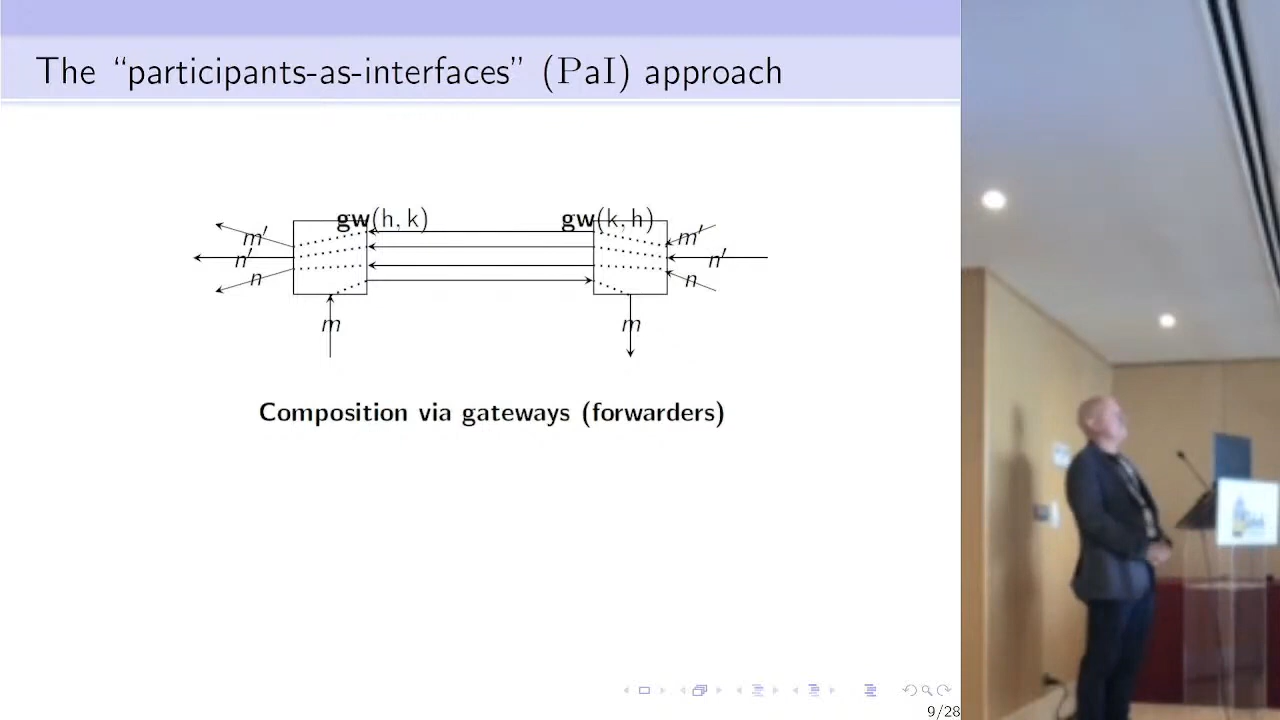 The “participants-as-interfaces” (PaI) approach
gw(h, k)
gw(k, h)
m′
n′
n
m
m′
n′
n
m
Composition via gateways (forwarders)
9/28